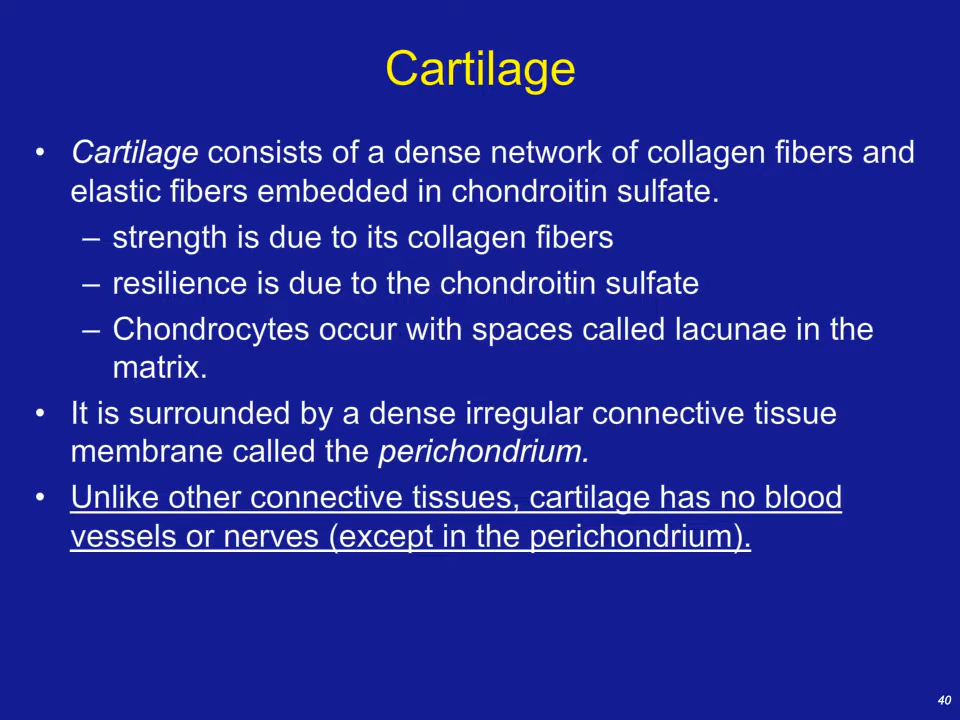 Cartilage
• Cartilage consists of a dense network of collagen fibers and
elastic fibers embedded in chondroitin sulfate.
– strength is due to its collagen fibers
– resilience is due to the chondroitin sulfate
– Chondrocytes occur with spaces called lacunae in the
matrix.
• It is surrounded by a dense irregular connective tissue
membrane called the perichondrium.
• Unlike other connective tissues, cartilage has no blood
vessels or nerves (except in the perichondrium).
40